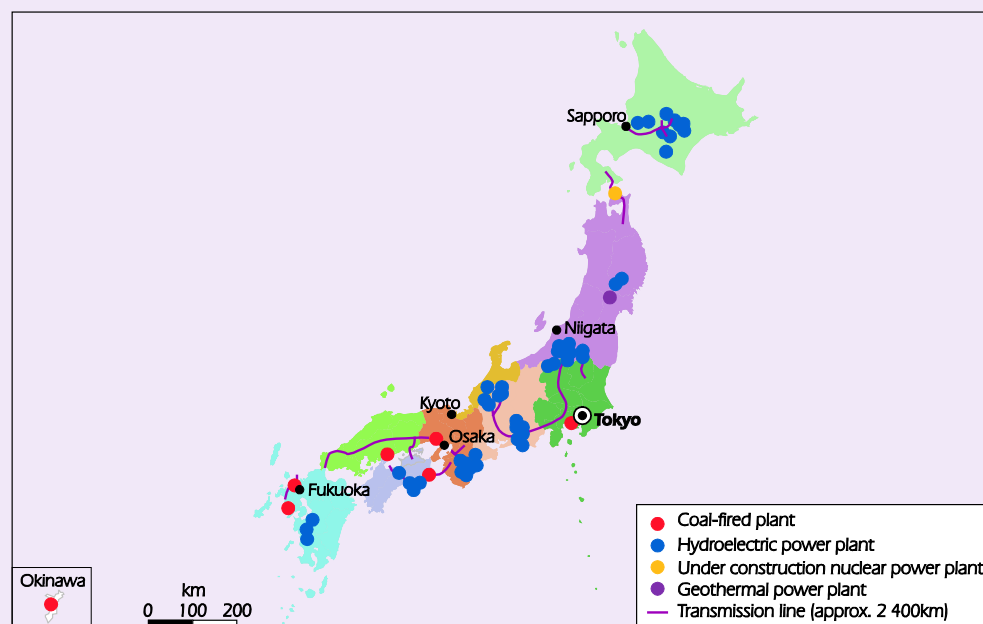 Sapporo
Niigata
Kyoto
Tokyo
Osaka
Fukuoka
Coal-fired plant
Hydroelectric power plant
Under construction nuclear power plant
Geothermal power plant
Transmission line (approx. 2 400km)
Okinawa
km
0 100 200